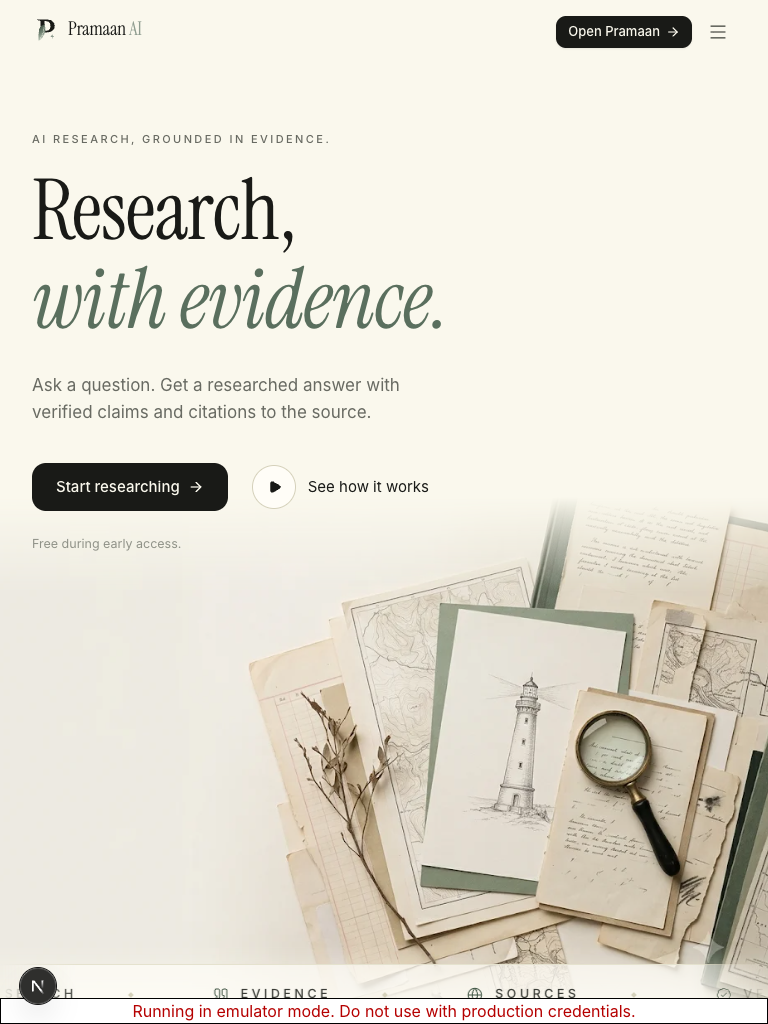 Pramaan AI
Open Pramaan
AI RESEARCH, GROUNDED IN EVIDENCE.
Research,
with evidence.
Ask a question. Get a researched answer with
verified claims and citations to the source.
Start researching
See how it works
Free during early access.
EVIDENCE
SOURCES
Running in emulator mode. Do not use with production credentials.